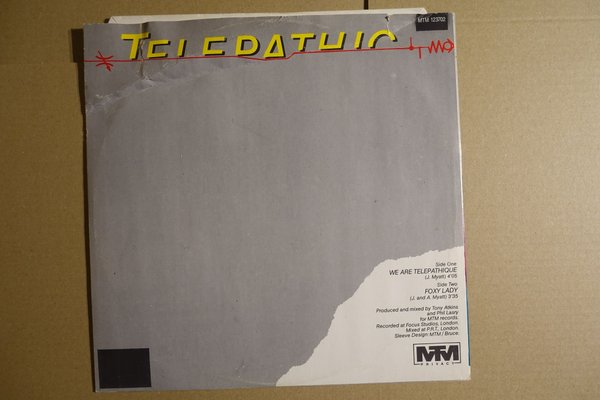 MTM 123702
TELEPATHIC
Side One
WE ARE TELEPATHIQUE
(J. Myatt) 4'05
Side Two
FOXY LADY
(J. and A. Myatt) 3'35
Produced and mixed by Tony Atkins
and Phil Lasry
for MTM records.
Recorded at Focus Studios, London.
Mixed at P.R.T., London.
Sleeve Design MTM / Bruce.
MTM
PRIVACY